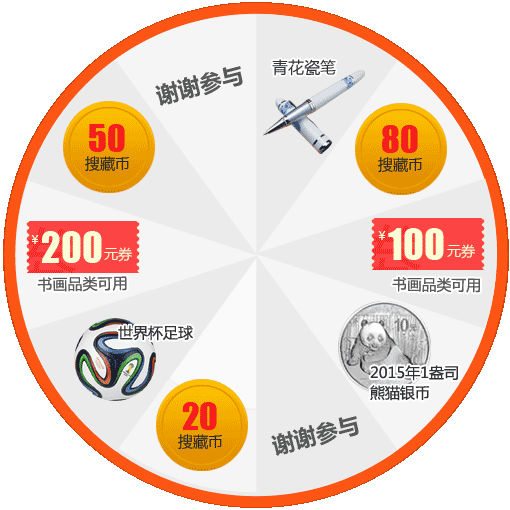 谢谢参与
青花瓷笔
80
搜藏币
¥100元券
书画品类可用
10元
2015年1盎司
熊猫银币
谢谢参与
20
搜藏币
世界杯足球
¥200元券
书画品类可用
50
搜藏币